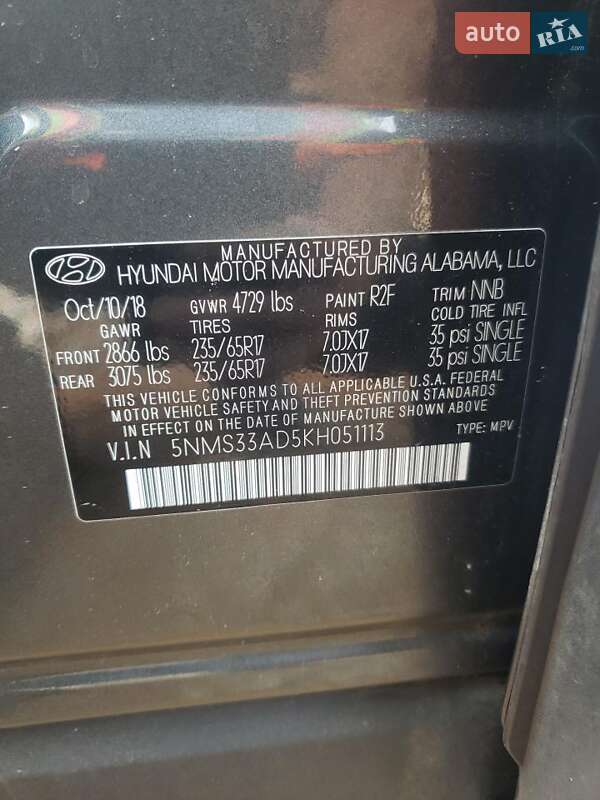 auto RIA .com
MANUFACTURED BY
HYUNDAI MOTOR MANUFACTURING ALABAMA, LLC
Oct/10/18 GVWR 4729 lbs PAINT R2F TRIM NNB
GAWR TIRES RIMS COLD TIRE INFL
FRONT 2866 lbs 235/65R17 7.0JX17 35 psi SINGLE
REAR 3075 lbs 235/65R17 7.0JX17 35 psi SINGLE
THIS VEHICLE CONFORMS TO ALL APPLICABLE U.S.A. FEDERAL
MOTOR VEHICLE SAFETY AND THEFT PREVENTION STANDARDS
IN EFFECT ON THE DATE OF MANUFACTURE SHOWN ABOVE.
V.I.N 5NMS33AD5KH051113 TYPE: MPV